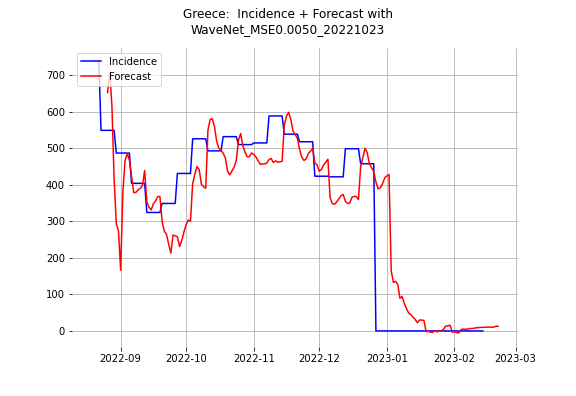 Greece:  Incidence + Forecast with
WaveNet_MSE0.0050_20221023
Incidence
Forecast
700
600
500
400
300
200
100
0
2022-09 2022-10 2022-11 2022-12 2023-01 2023-02 2023-03